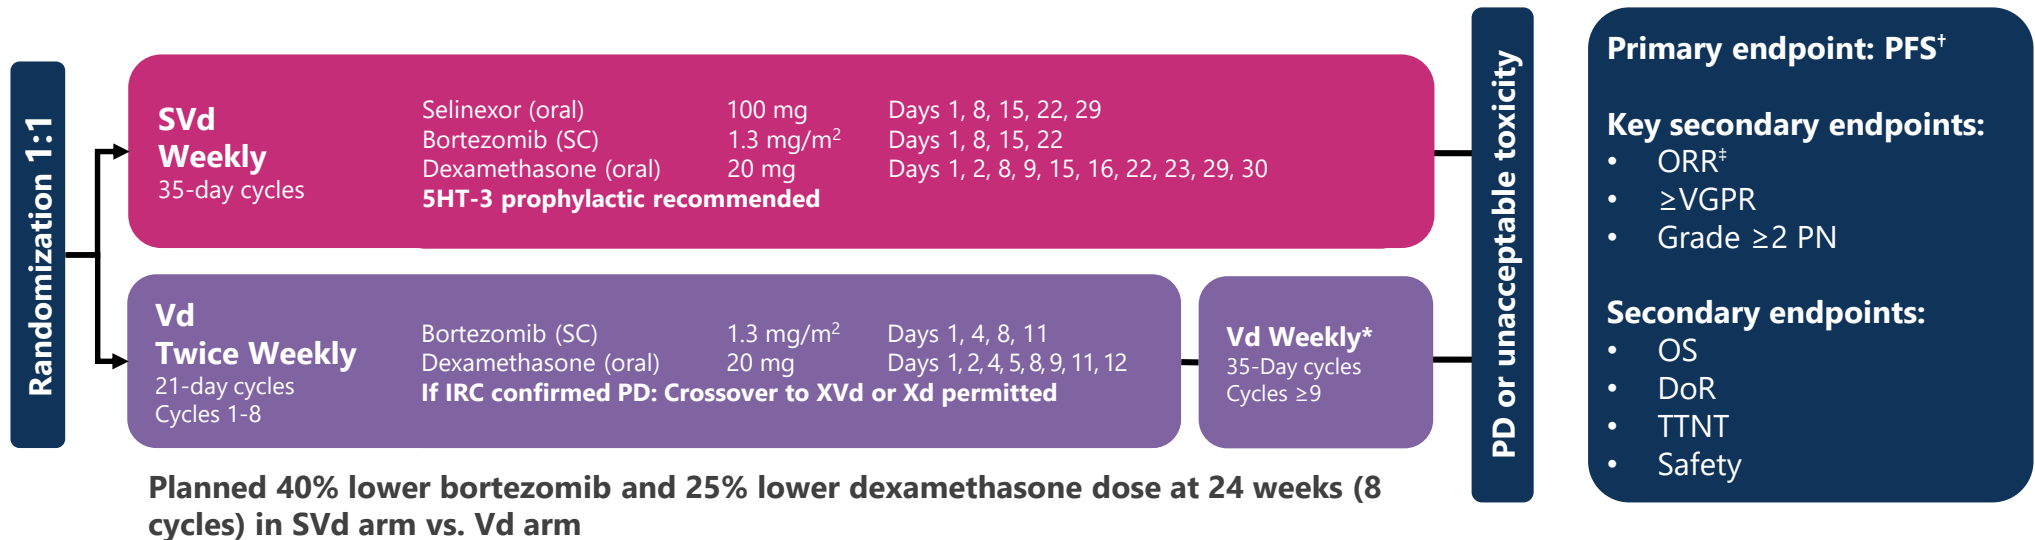 Randomization 1:1
SVd
Weekly
35-day cycles
Selinexor (oral) 100 mg Days 1, 8, 15, 22, 29
Bortezomib (SC) 1.3 mg/m² Days 1, 8, 15, 22
Dexamethasone (oral) 20 mg Days 1, 2, 8, 9, 15, 16, 22, 23, 29, 30
5HT-3 prophylactic recommended
Vd
Twice Weekly
21-day cycles
Cycles 1-8
Bortezomib (SC) 1.3 mg/m² Days 1, 4, 8, 11
Dexamethasone (oral) 20 mg Days 1, 2, 4, 5, 8, 9, 11, 12
If IRC confirmed PD: Crossover to XVd or Xd permitted
Vd Weekly*
35-Day cycles
Cycles ≥9
PD or unacceptable toxicity
Primary endpoint: PFS†
Key secondary endpoints:
• ORR‡
• ≥VGPR
• Grade ≥2 PN
Secondary endpoints:
• OS
• DoR
• TTNT
• Safety
Planned 40% lower bortezomib and 25% lower dexamethasone dose at 24 weeks (8
cycles) in SVd arm vs. Vd arm